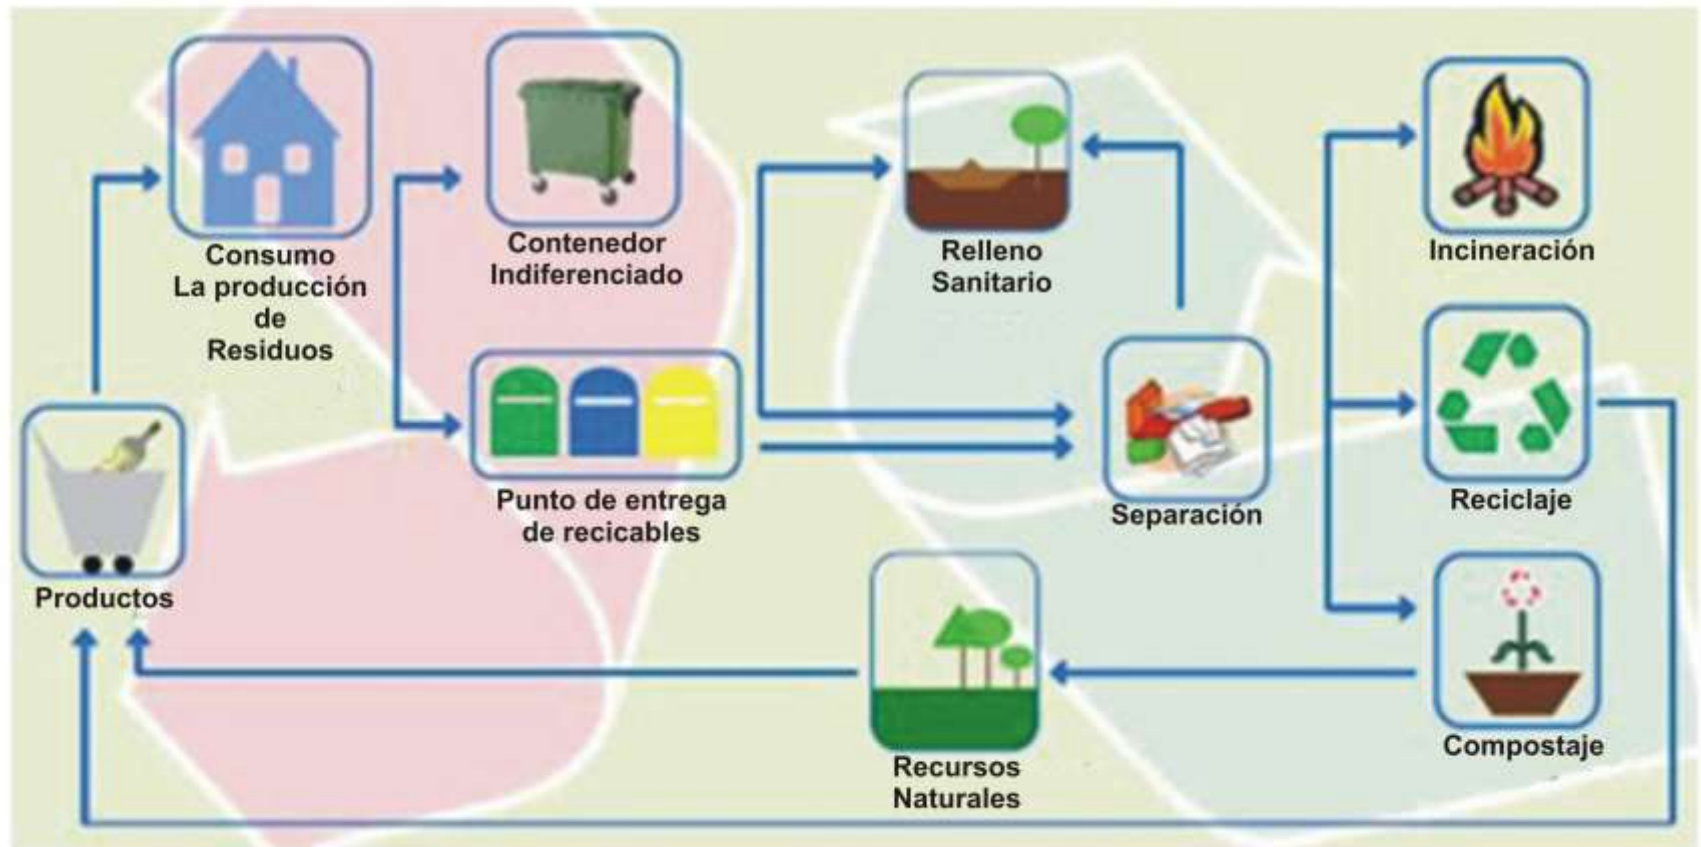 Consumo
La producción
de
Residuos
Contenedor
Indiferenciado
Relleno
Sanitario
Incineración
Productos
Punto de entrega
de recicables
Separación
Reciclaje
Recursos
Naturales
Compostaje